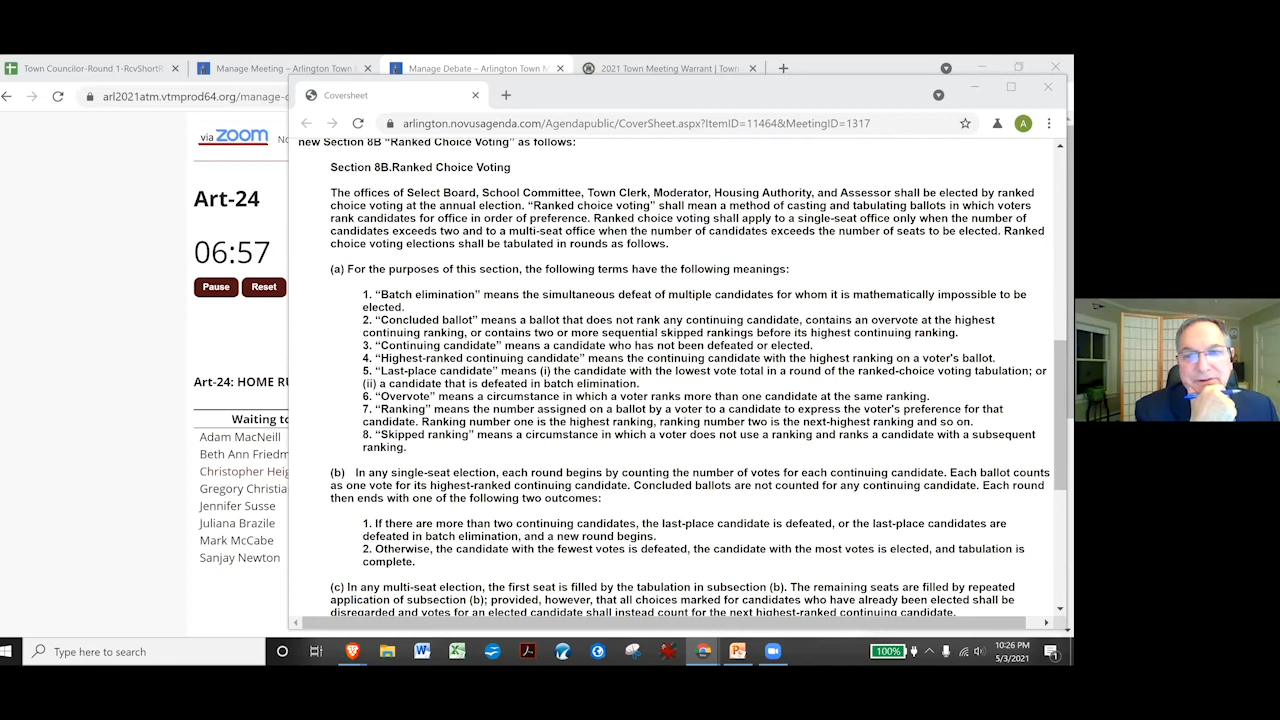 Town Councilor-Round 1-RcvShortR
Manage Meeting – Arlington Town
Manage Debate – Arlington Town M
2021 Town Meeting Warrant | Town
Coversheet
arl2021atm.vtmprod64.org/manage-
arlington.novusagenda.com/Agendapublic/CoverSheet.aspx?ItemID=11464&MeetingID=1317
A
via zoom
Art-24
06:57
Pause
Reset
Art-24: HOME RU
Waiting to
Adam MacNeill
Beth Ann Friedm
Christopher Heig
Gregory Christia
Jennifer Susse
Juliana Brazile
Mark McCabe
Sanjay Newton
new Section 8B "Ranked Choice Voting" as follows:
Section 8B.Ranked Choice Voting
The offices of Select Board, School Committee, Town Clerk, Moderator, Housing Authority, and Assessor shall be elected by ranked
choice voting at the annual election. “Ranked choice voting” shall mean a method of casting and tabulating ballots in which voters
rank candidates for office in order of preference. Ranked choice voting shall apply to a single-seat office only when the number of
candidates exceeds two and to a multi-seat office when the number of candidates exceeds the number of seats to be elected. Ranked
choice voting elections shall be tabulated in rounds as follows.
(a) For the purposes of this section, the following terms have the following meanings:
1. “Batch elimination” means the simultaneous defeat of multiple candidates for whom it is mathematically impossible to be
elected.
2. “Concluded ballot” means a ballot that does not rank any continuing candidate, contains an overvote at the highest
continuing ranking, or contains two or more sequential skipped rankings before its highest continuing ranking.
3. “Continuing candidate” means a candidate who has not been defeated or elected.
4. “Highest-ranked continuing candidate” means the continuing candidate with the highest ranking on a voter's ballot.
5. “Last-place candidate” means (i) the candidate with the lowest vote total in a round of the ranked-choice voting tabulation; or
(ii) a candidate that is defeated in batch elimination.
6. “Overvote” means a circumstance in which a voter ranks more than one candidate at the same ranking.
7. “Ranking” means the number assigned on a ballot by a voter to a candidate to express the voter's preference for that
candidate. Ranking number one is the highest ranking, ranking number two is the next-highest ranking and so on.
8. “Skipped ranking” means a circumstance in which a voter does not use a ranking and ranks a candidate with a subsequent
ranking.
(b) In any single-seat election, each round begins by counting the number of votes for each continuing candidate. Each ballot counts
as one vote for its highest-ranked continuing candidate. Concluded ballots are not counted for any continuing candidate. Each round
then ends with one of the following two outcomes:
1. If there are more than two continuing candidates, the last-place candidate is defeated, or the last-place candidates are
defeated in batch elimination, and a new round begins.
2. Otherwise, the candidate with the fewest votes is defeated, the candidate with the most votes is elected, and tabulation is
complete.
(c) In any multi-seat election, the first seat is filled by the tabulation in subsection (b). The remaining seats are filled by repeated
application of subsection (b); provided, however, that all choices marked for candidates who have already been elected shall be
disregarded and votes for an elected candidate shall instead count for the next highest-ranked continuing candidate.
Type here to search
100%
10:26 PM
5/3/2021